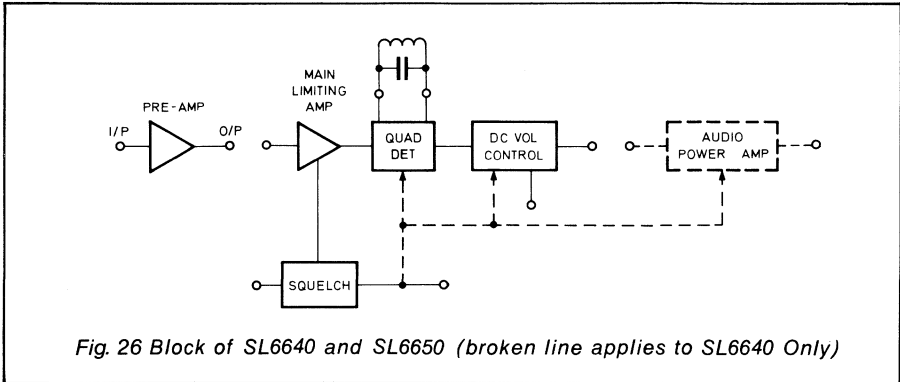 PRE-AMP
I/P
O/P
MAIN
LIMITING
AMP
QUAD
DET
DC VOL
CONTROL
AUDIO
POWER AMP
SQUELCH
Fig. 26 Block of SL6640 and SL6650 (broken line applies to SL6640 Only)